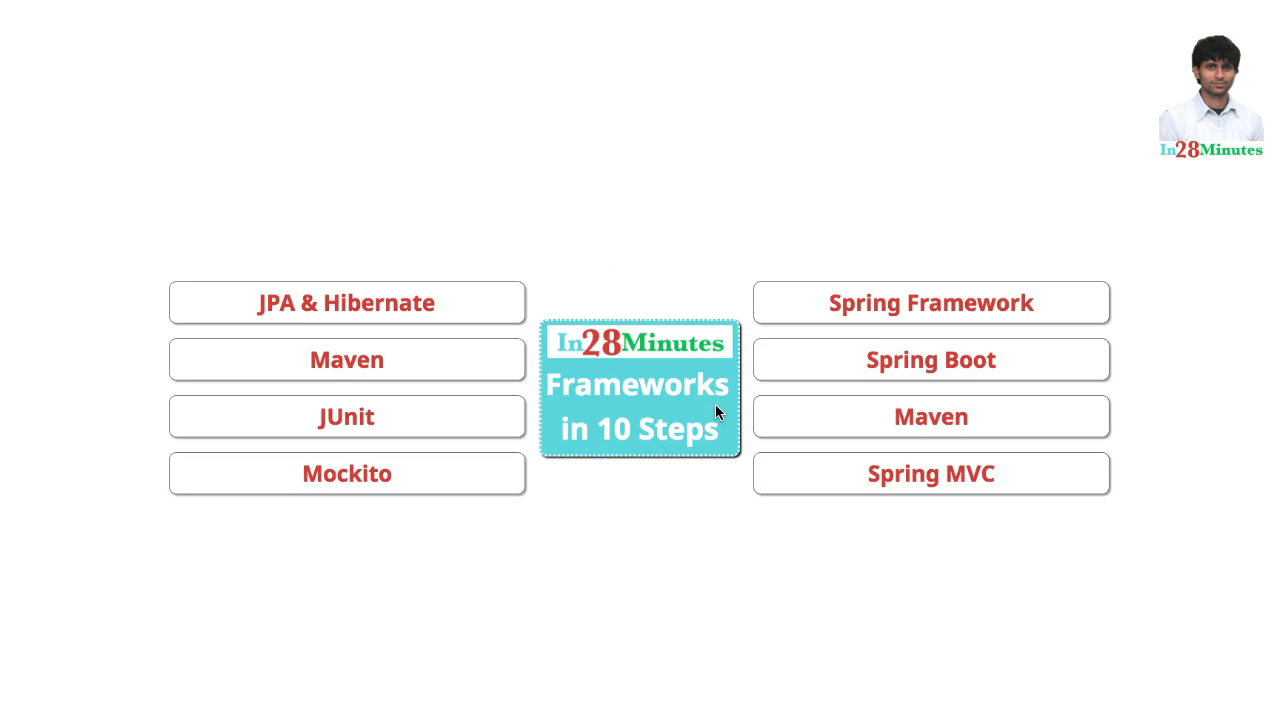 In28Minutes
JPA & Hibernate
Maven
JUnit
Mockito
In28Minutes
Frameworks
in 10 Steps
Spring Framework
Spring Boot
Maven
Spring MVC